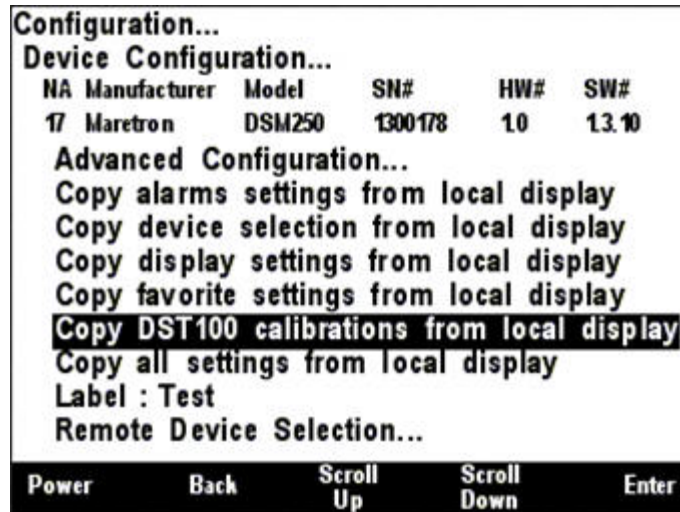 Configuration...
Device Configuration...
NA Manufacturer Model SN# HW# SW#
17 Maretron DSM250 1300178 1.0 1.3.10
Advanced Configuration...
Copy alarms settings from local display
Copy device selection from local display
Copy display settings from local display
Copy favorite settings from local display
Copy DST100 calibrations from local display
Copy all settings from local display
Label : Test
Remote Device Selection...
Power Back Scroll Up Scroll Down Enter